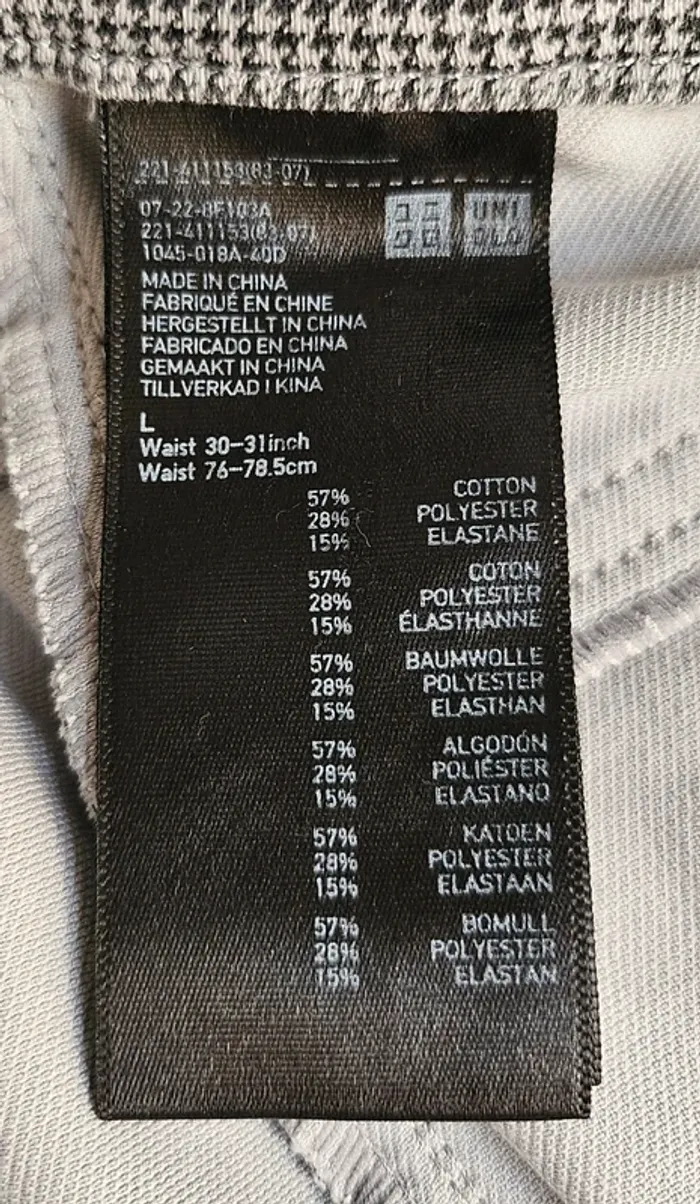 221-411153(83-07)
07-22-8F103A
221-411153(83-07)
1045-018A-40D
UNI
QLO
MADE IN CHINA
FABRIQUÉ EN CHINE
HERGESTELLT IN CHINA
FABRICADO EN CHINA
GEMAAKT IN CHINA
TILLVERKAD I KINA
L
Waist 30-31inch
Waist 76-78.5cm
57% COTTON
28% POLYESTER
15% ELASTANE
57% COTON
28% POLYESTER
15% ÉLASTHANNE
57% BAUMWOLLE
28% POLYESTER
15% ELASTHAN
57% ALGODÓN
28% POLIÉSTER
15% ELASTANO
57% KATOEN
28% POLYESTER
15% ELASTAAN
57% BOMULL
28% POLYESTER
15% ELASTAN